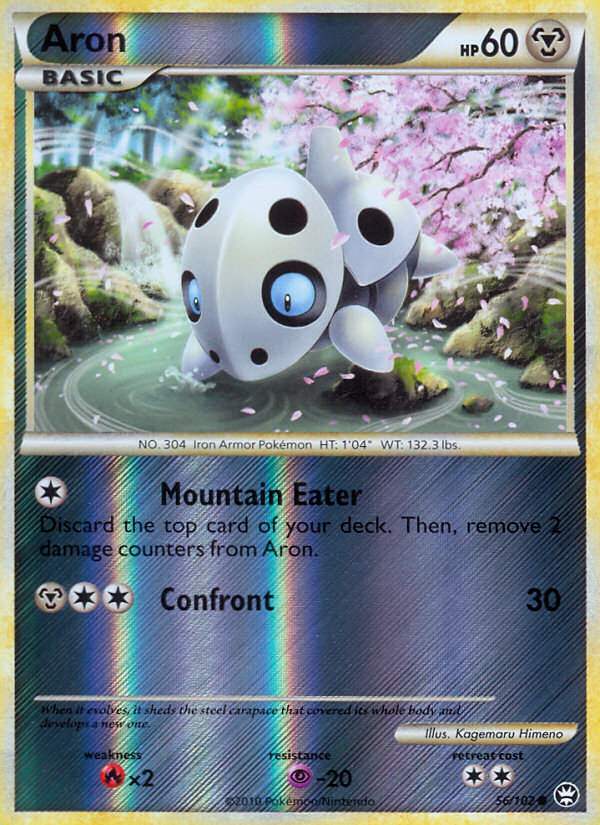 Aron
HP60
BASIC
NO. 304 Iron Armor Pokémon HT: 1'04" WT: 132.3 lbs.
Mountain Eater
Discard the top card of your deck. Then, remove 2
damage counters from Aron.
Confront 30
When it evolves, it sheds the steel carapace that covered its whole body and
develops a new one.
Illus. Kagemaru Himeno
weakness resistance retreat cost
×2 -20
©2010 Pokémon/Nintendo 56/102